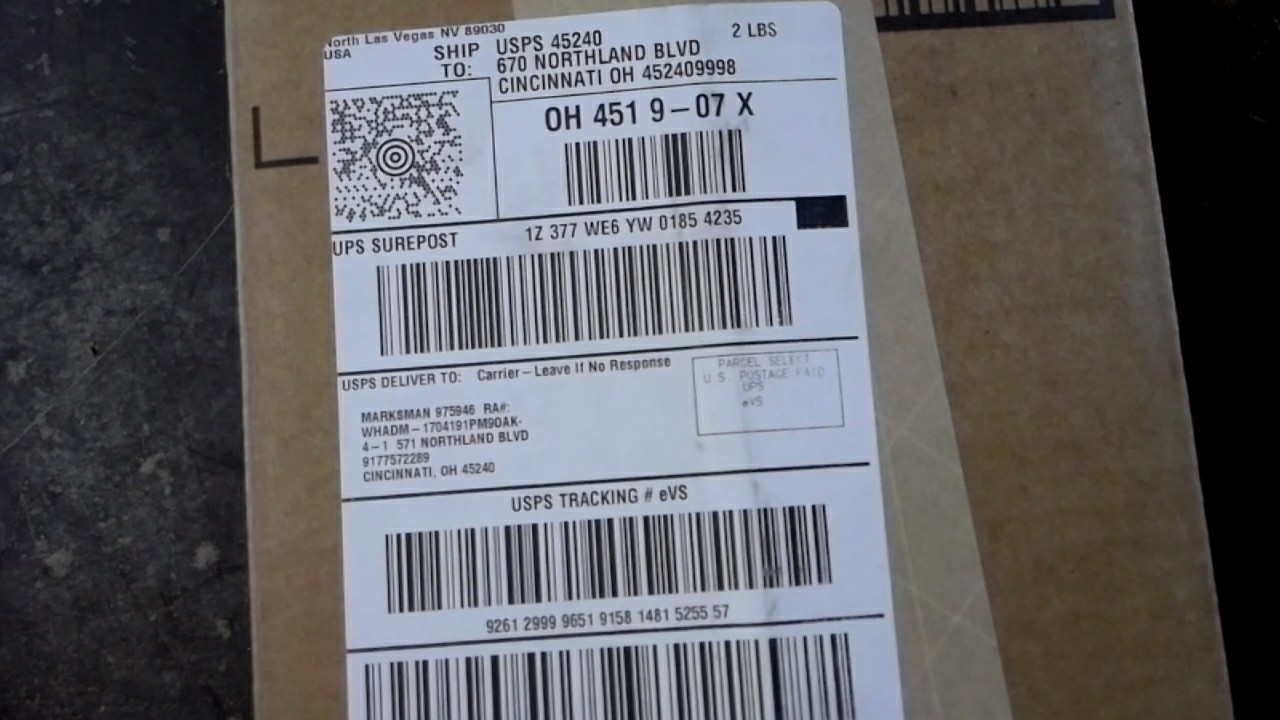 North Las Vegas NV 89030
USA
2 LBS
SHIP TO:
USPS 45240
670 NORTHLAND BLVD
CINCINNATI OH 452409998
OH 451 9-07 X
UPS SUREPOST
1Z 377 WE6 YW 0185 4235
USPS DELIVER TO: Carrier - Leave If No Response
PARCEL SELECT
U.S. POSTAGE PAID
UPS
eVS
MARKSMAN 975946 RA#:
WHADM-1704191PM9OAK-
4-1 571 NORTHLAND BLVD
9177572289
CINCINNATI, OH 45240
USPS TRACKING # eVS
9261 2999 9651 9158 1481 5255 57